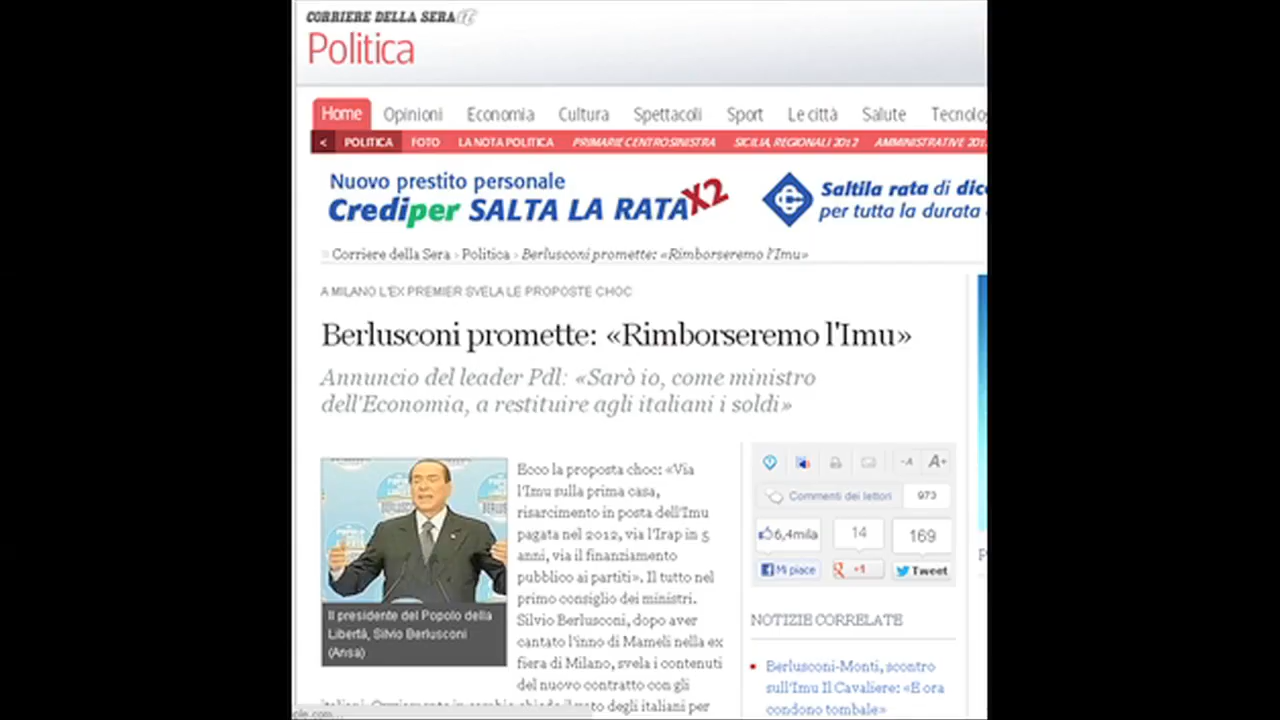 CORRIERE DELLA SERA it
Politica
Home Opinioni Economia Cultura Spettacoli Sport Le città Salute Tecnolo
< POLITICA FOTO LA NOTA POLITICA PRIMARIE CENTROSINISTRA SICILIA, REGIONALI 2012 AMMINISTRATIVE 201
Nuovo prestito personale
Crediper SALTA LA RATA X2
Saltila rata di dic
per tutta la durata
Corriere della Sera > Politica > Berlusconi promette: «Rimborseremo l'Imu»
A MILANO L'EX PREMIER SVELA LE PROPOSTE CHOC
Berlusconi promette: «Rimborseremo l'Imu»
Annuncio del leader Pdl: «Sarò io, come ministro
dell'Economia, a restituire agli italiani i soldi»
Il presidente del Popolo della
Libertà, Silvio Berlusconi
(Ansa)
Ecco la proposta choc: «Via
l'Imu sulla prima casa,
risarcimento in posta dell'Imu
pagata nel 2012, via l'Irap in 5
anni, via il finanziamento
pubblico ai partiti». Il tutto nel
primo consiglio dei ministri.
Silvio Berlusconi, dopo aver
cantato l'inno di Mameli nella ex
fiera di Milano, svela i contenuti
del nuovo contratto con gli
degli italiani per
-A A+
Commenti dei lettori 973
6,4mila 14 169
Mi piace +1 Tweet
NOTIZIE CORRELATE
Berlusconi-Monti, scontro
sull'Imu Il Cavaliere: «E ora
condono tombale»